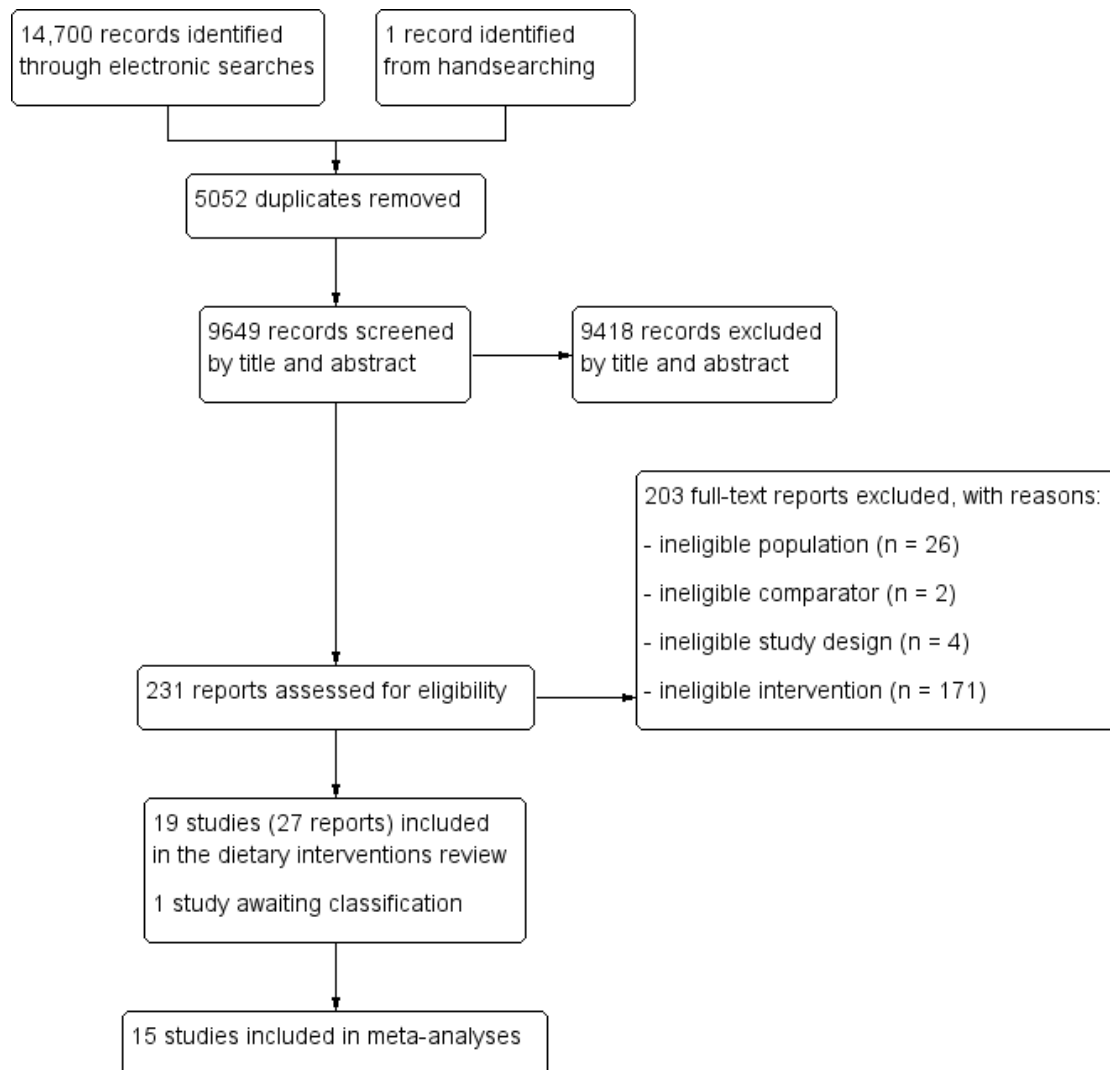 14,700 records identified
through electronic searches
1 record identified
from handsearching
5052 duplicates removed
9649 records screened
by title and abstract
9418 records excluded
by title and abstract
203 full-text reports excluded, with reasons:
- ineligible population (n = 26)
- ineligible comparator (n = 2)
- ineligible study design (n = 4)
- ineligible intervention (n = 171)
231 reports assessed for eligibility
19 studies (27 reports) included
in the dietary interventions review
1 study awaiting classification
15 studies included in meta-analyses